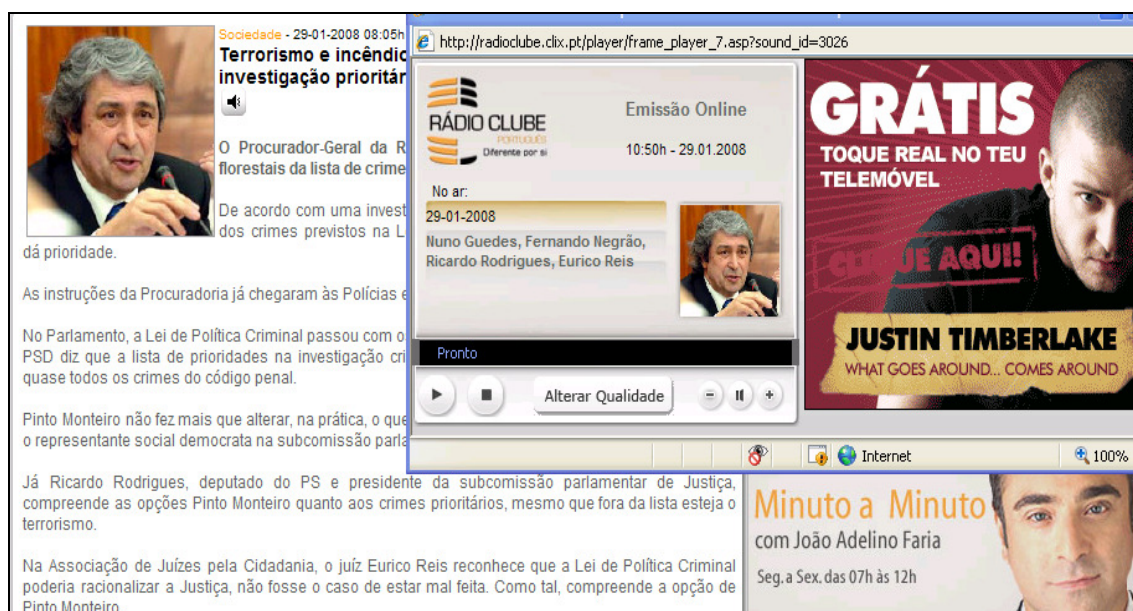 Sociedade - 29-01-2008 08:05h
Terrorismo e incêndio
investigação prioritár
O Procurador-Geral da R
florestais da lista de crime
De acordo com uma invest
dos crimes previstos na L
dá prioridade.
As instruções da Procuradoria já chegaram às Polícias e
No Parlamento, a Lei de Política Criminal passou com o
PSD diz que a lista de prioridades na investigação cri
quase todos os crimes do código penal.
Pinto Monteiro não fez mais que alterar, na prática, o que
o representante social democrata na subcomissão parla
Já Ricardo Rodrigues, deputado do PS e presidente da subcomissão parlamentar de Justiça,
compreende as opções Pinto Monteiro quanto aos crimes prioritários, mesmo que fora da lista esteja o
terrorismo.
Na Associação de Juízes pela Cidadania, o juíz Eurico Reis reconhece que a Lei de Política Criminal
poderia racionalizar a Justiça, não fosse o caso de estar mal feita. Como tal, compreende a opção de
Pinto Monteiro.
http://radioclube.clix.pt/player/frame_player_7.asp?sound_id=3026
RÁDIO CLUBE
PORTUGUÊS
Diferente por si
Emissão Online
10:50h - 29.01.2008
No ar:
29-01-2008
Nuno Guedes, Fernando Negrão,
Ricardo Rodrigues, Eurico Reis
Pronto
Alterar Qualidade
GRÁTIS
TOQUE REAL NO TEU
TELEMÓVEL
CLIQUE AQUI!
JUSTIN TIMBERLAKE
WHAT GOES AROUND... COMES AROUND
Internet
100%
Minuto a Minuto
com João Adelino Faria
Seg. a Sex. das 07h às 12h